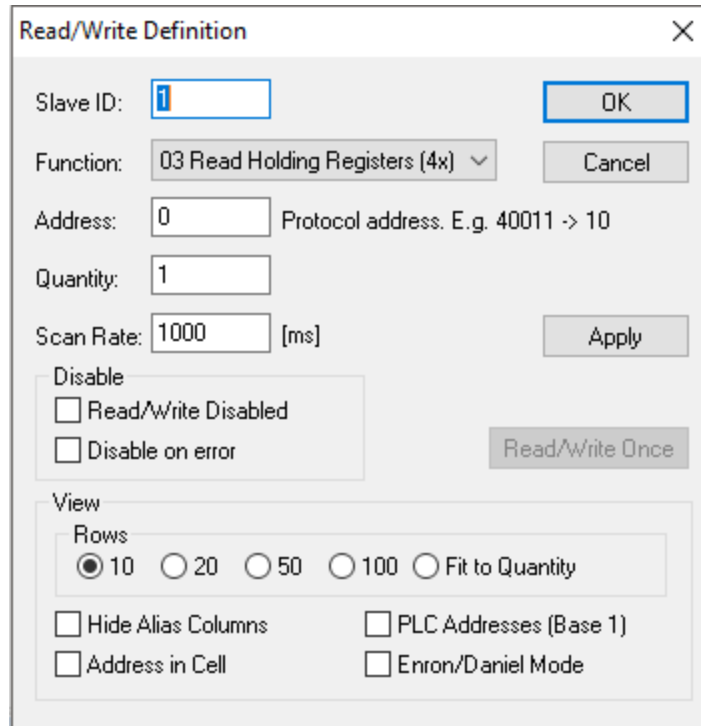 Read/Write Definition
Slave ID: 1 OK
Function: 03 Read Holding Registers (4x) Cancel
Address: 0 Protocol address. E.g. 40011 -> 10
Quantity: 1
Scan Rate: 1000 [ms] Apply
Disable
Read/Write Disabled
Disable on error Read/Write Once
View
Rows
10 20 50 100 Fit to Quantity
Hide Alias Columns PLC Addresses (Base 1)
Address in Cell Enron/Daniel Mode